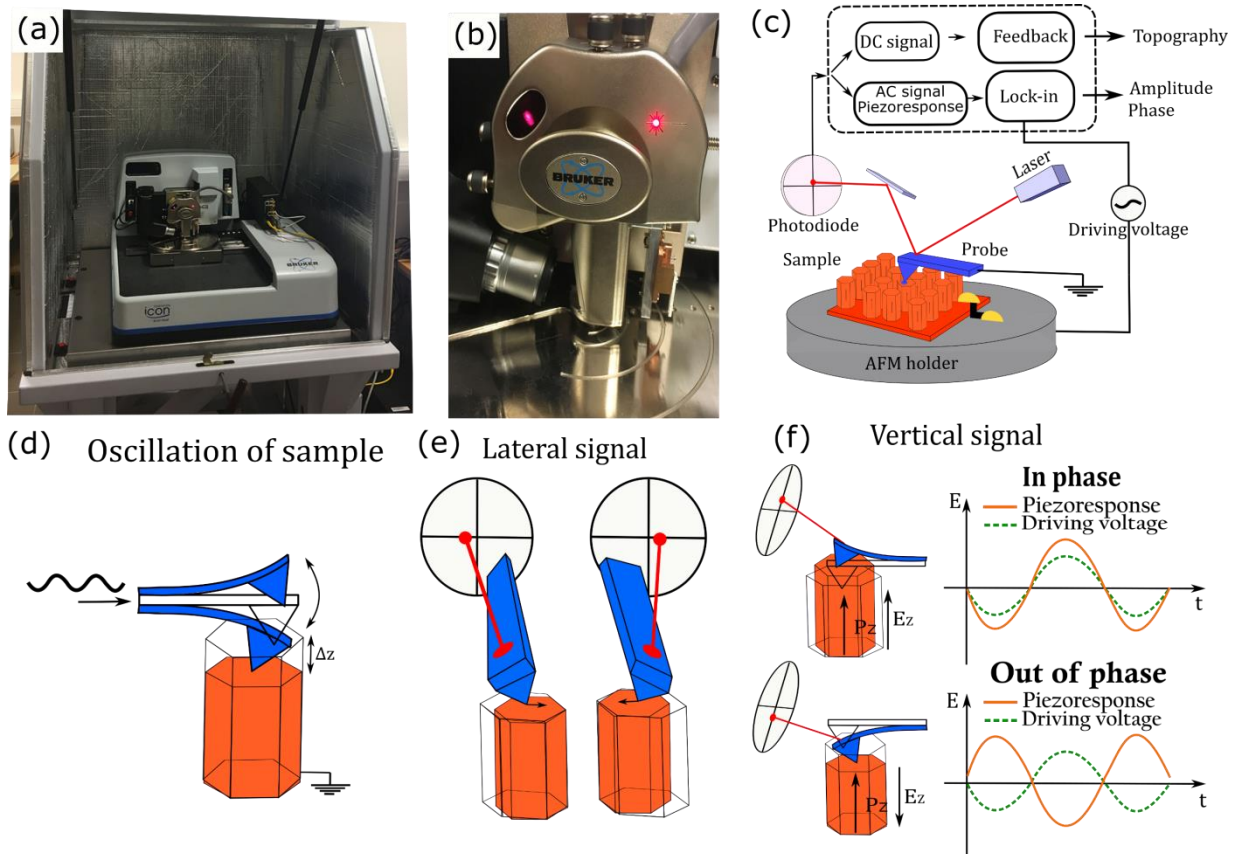 (a)
BRUKER
icon
(b)
BRUKER
(c)
DC signal
Feedback
Topography
AC signal
Piezoresponse
Lock-in
Amplitude
Phase
Laser
Photodiode
Driving voltage
Probe
Sample
AFM holder
(d)
Oscillation of sample
Δz
(e)
Lateral signal
(f)
Vertical signal
In phase
E
Piezoresponse
Driving voltage
t
Pz
Ez
Out of phase
E
Piezoresponse
Driving voltage
t
Pz
Ez